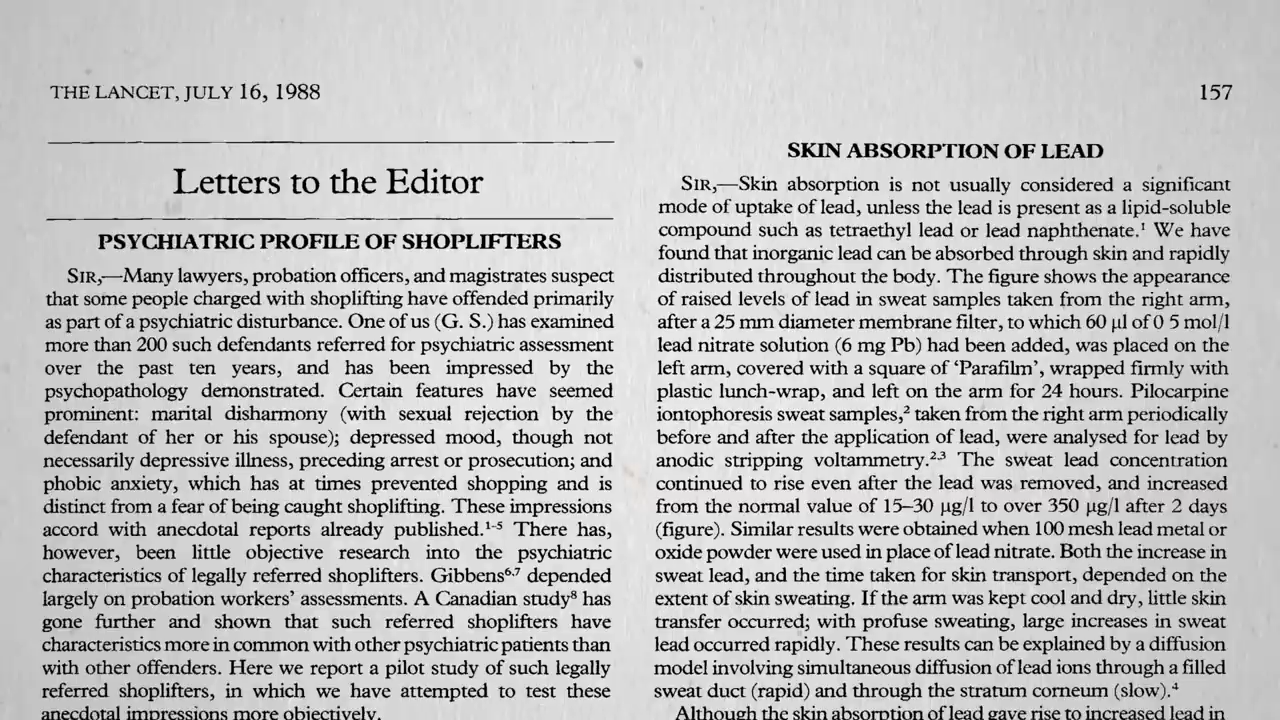 THE LANCET, JULY 16, 1988
157
Letters to the Editor
PSYCHIATRIC PROFILE OF SHOPLIFTERS
SIR,—Many lawyers, probation officers, and magistrates suspect
that some people charged with shoplifting have offended primarily
as part of a psychiatric disturbance. One of us (G. S.) has examined
more than 200 such defendants referred for psychiatric assessment
over the past ten years, and has been impressed by the
psychopathology demonstrated. Certain features have seemed
prominent: marital disharmony (with sexual rejection by the
defendant of her or his spouse); depressed mood, though not
necessarily depressive illness, preceding arrest or prosecution; and
phobic anxiety, which has at times prevented shopping and is
distinct from a fear of being caught shoplifting. These impressions
accord with anecdotal reports already published.¹⁻⁵ There has,
however, been little objective research into the psychiatric
characteristics of legally referred shoplifters. Gibbens⁶,⁷ depended
largely on probation workers' assessments. A Canadian study⁸ has
gone further and shown that such referred shoplifters have
characteristics more in common with other psychiatric patients than
with other offenders. Here we report a pilot study of such legally
referred shoplifters, in which we have attempted to test these
anecdotal impressions more objectively.
SKIN ABSORPTION OF LEAD
SIR,—Skin absorption is not usually considered a significant
mode of uptake of lead, unless the lead is present as a lipid-soluble
compound such as tetraethyl lead or lead naphthenate.¹ We have
found that inorganic lead can be absorbed through skin and rapidly
distributed throughout the body. The figure shows the appearance
of raised levels of lead in sweat samples taken from the right arm,
after a 25 mm diameter membrane filter, to which 60 μl of 0 5 mol/l
lead nitrate solution (6 mg Pb) had been added, was placed on the
left arm, covered with a square of 'Parafilm', wrapped firmly with
plastic lunch-wrap, and left on the arm for 24 hours. Pilocarpine
iontophoresis sweat samples,² taken from the right arm periodically
before and after the application of lead, were analysed for lead by
anodic stripping voltammetry.²,³ The sweat lead concentration
continued to rise even after the lead was removed, and increased
from the normal value of 15–30 μg/l to over 350 μg/l after 2 days
(figure). Similar results were obtained when 100 mesh lead metal or
oxide powder were used in place of lead nitrate. Both the increase in
sweat lead, and the time taken for skin transport, depended on the
extent of skin sweating. If the arm was kept cool and dry, little skin
transfer occurred; with profuse sweating, large increases in sweat
lead occurred rapidly. These results can be explained by a diffusion
model involving simultaneous diffusion of lead ions through a filled
sweat duct (rapid) and through the stratum corneum (slow).⁴
Although the skin absorption of lead gave rise to increased lead in